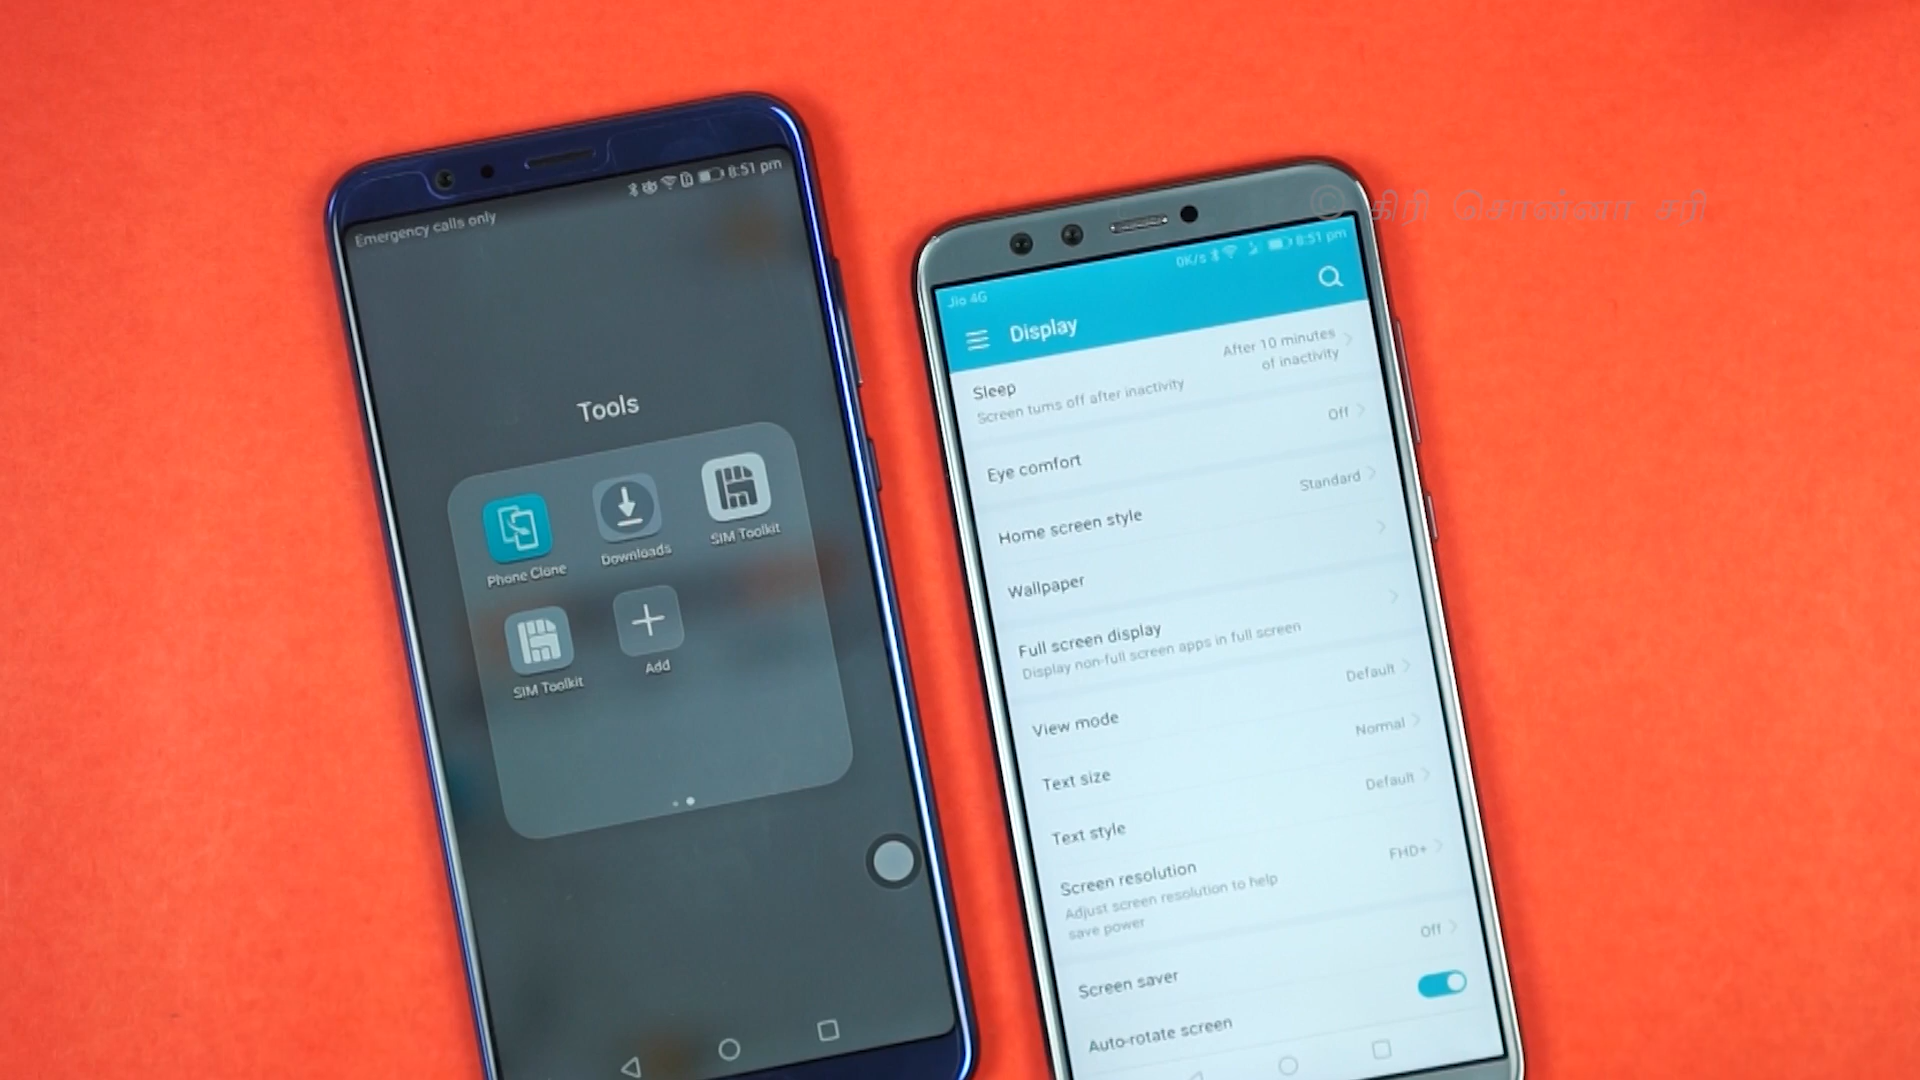 Emergency calls only
8:51 pm
Tools
Phone Clone
Downloads
SIM Toolkit
SIM Toolkit
Add
© கிரி சொன்னா சரி
Jio 4G
0K/s
8:51 pm
Display
Sleep
Screen turns off after inactivity
After 10 minutes
of inactivity
Eye comfort
Off
Home screen style
Standard
Wallpaper
Full screen display
Display non-full screen apps in full screen
View mode
Default
Text size
Normal
Text style
Default
Screen resolution
Adjust screen resolution to help
save power
FHD+
Screen saver
Off
Auto-rotate screen